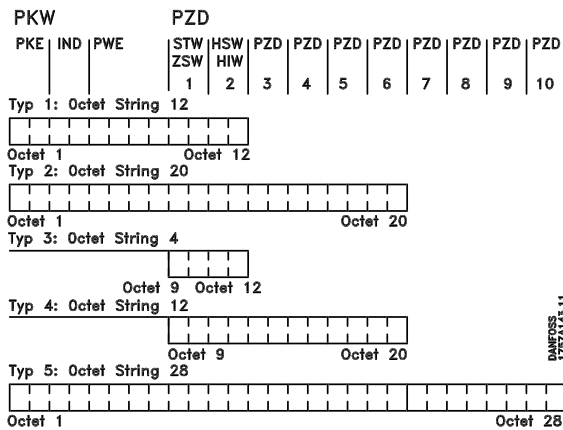 PKW PZD
PKE IND PWE STW HSW PZD PZD PZD PZD PZD PZD PZD PZD
ZSW HIW
1 2 3 4 5 6 7 8 9 10
Typ 1: Octet String 12
Octet 1 Octet 12
Typ 2: Octet String 20
Octet 1 Octet 20
Typ 3: Octet String 4
Octet 9 Octet 12
Typ 4: Octet String 12
Octet 9 Octet 20
Typ 5: Octet String 28
Octet 1 Octet 28
DANFOSS